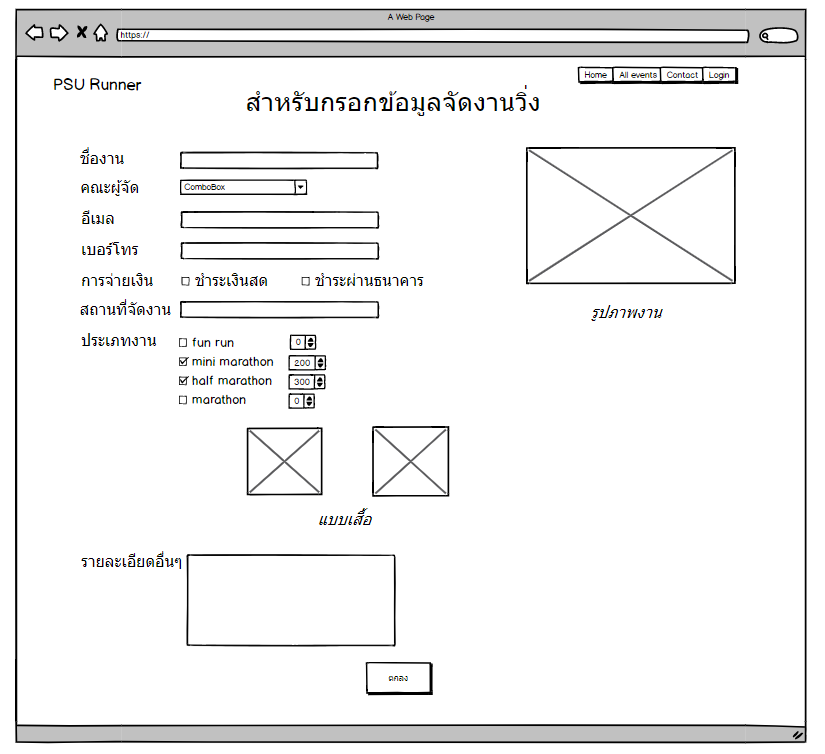 A Web Page
https://
Home All events Contact Login
PSU Runner
สำหรับกรอกข้อมูลจัดงานวิ่ง
ชื่องาน
คณะผู้จัด ComboBox
อีเมล
เบอร์โทร
การจ่ายเงิน ชำระเงินสด ชำระผ่านธนาคาร
สถานที่จัดงาน
รูปภาพงาน
ประเภทงาน fun run 0
mini marathon 200
half marathon 300
marathon 0
แบบเสื้อ
รายละเอียดอื่นๆ
ตกลง